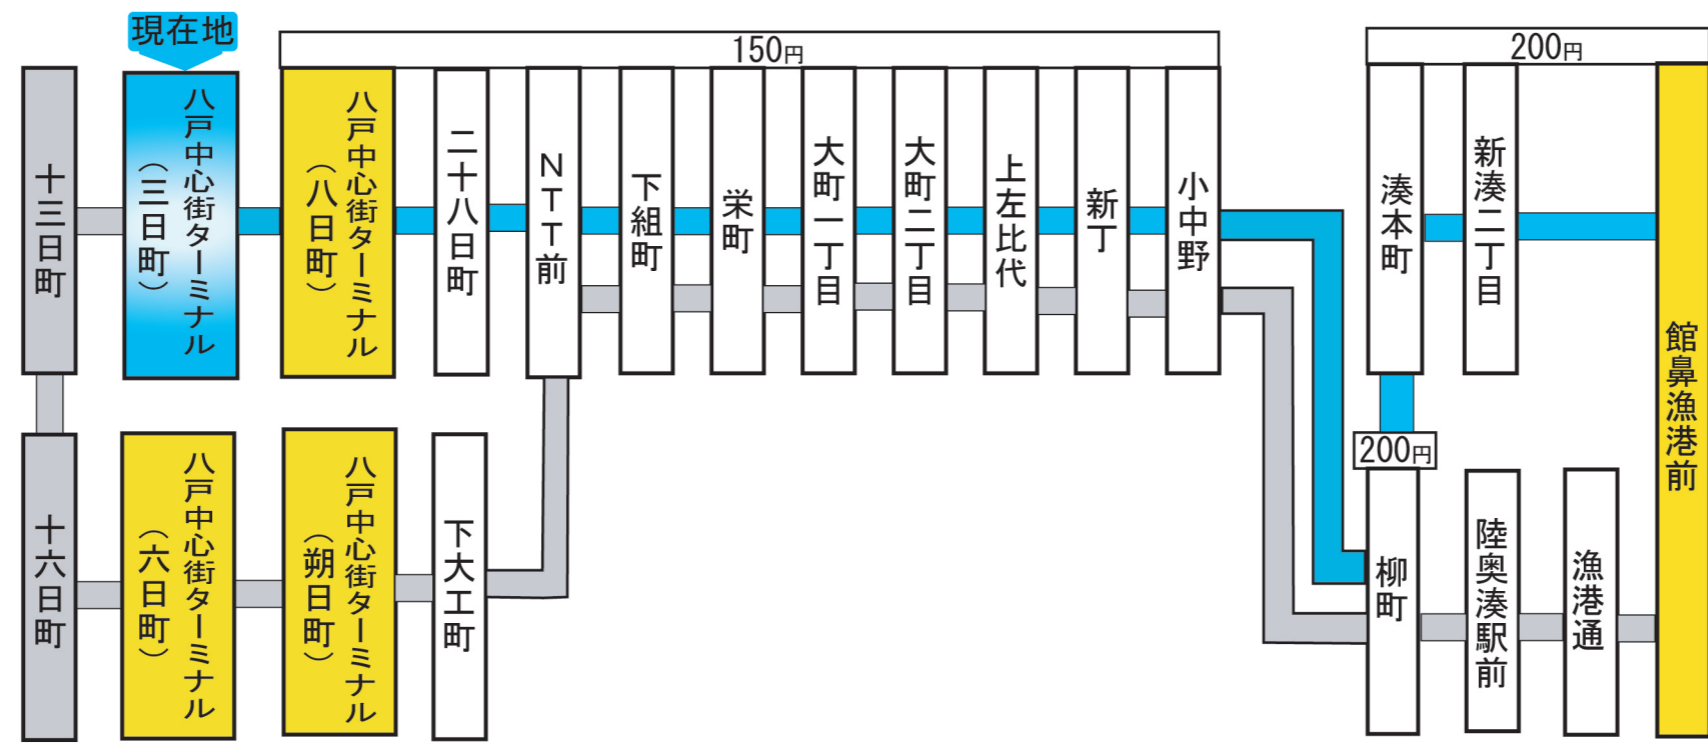 現在地
150円
200円
十三日町
八戸中心街ターミナル
（三日町）
八戸中心街ターミナル
（八日町）
二十八日町
NTT前
下組町
栄町
大町一丁目
大町二丁目
上左比代
新丁
小中野
湊本町
新湊二丁目
館鼻漁港前
十六日町
八戸中心街ターミナル
（六日町）
八戸中心街ターミナル
（朔日町）
下大工町
200円
柳町
陸奥湊駅前
漁港通